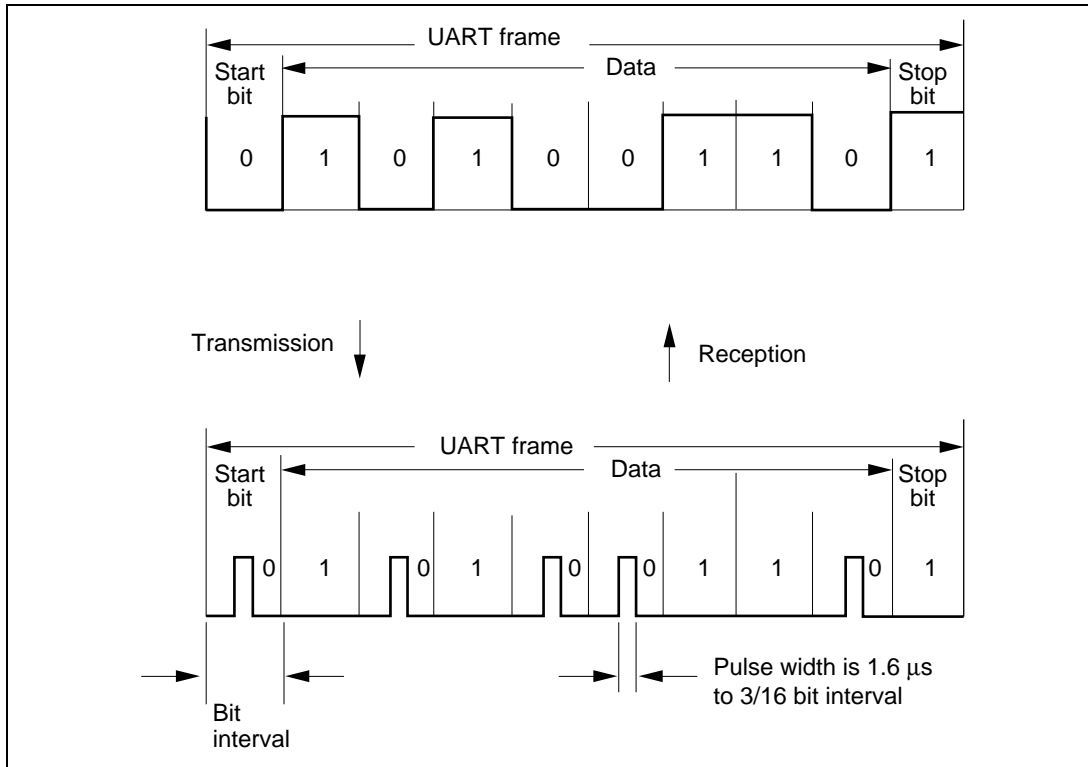 UART frame
Start
bit
Data
Stop
bit
0 1 0 1 0 0 1 1 0 1
Transmission
Reception
UART frame
Start
bit
Data
Stop
bit
0 1 0 1 0 0 1 1 0 1
Bit
interval
Pulse width is 1.6 μs
to 3/16 bit interval